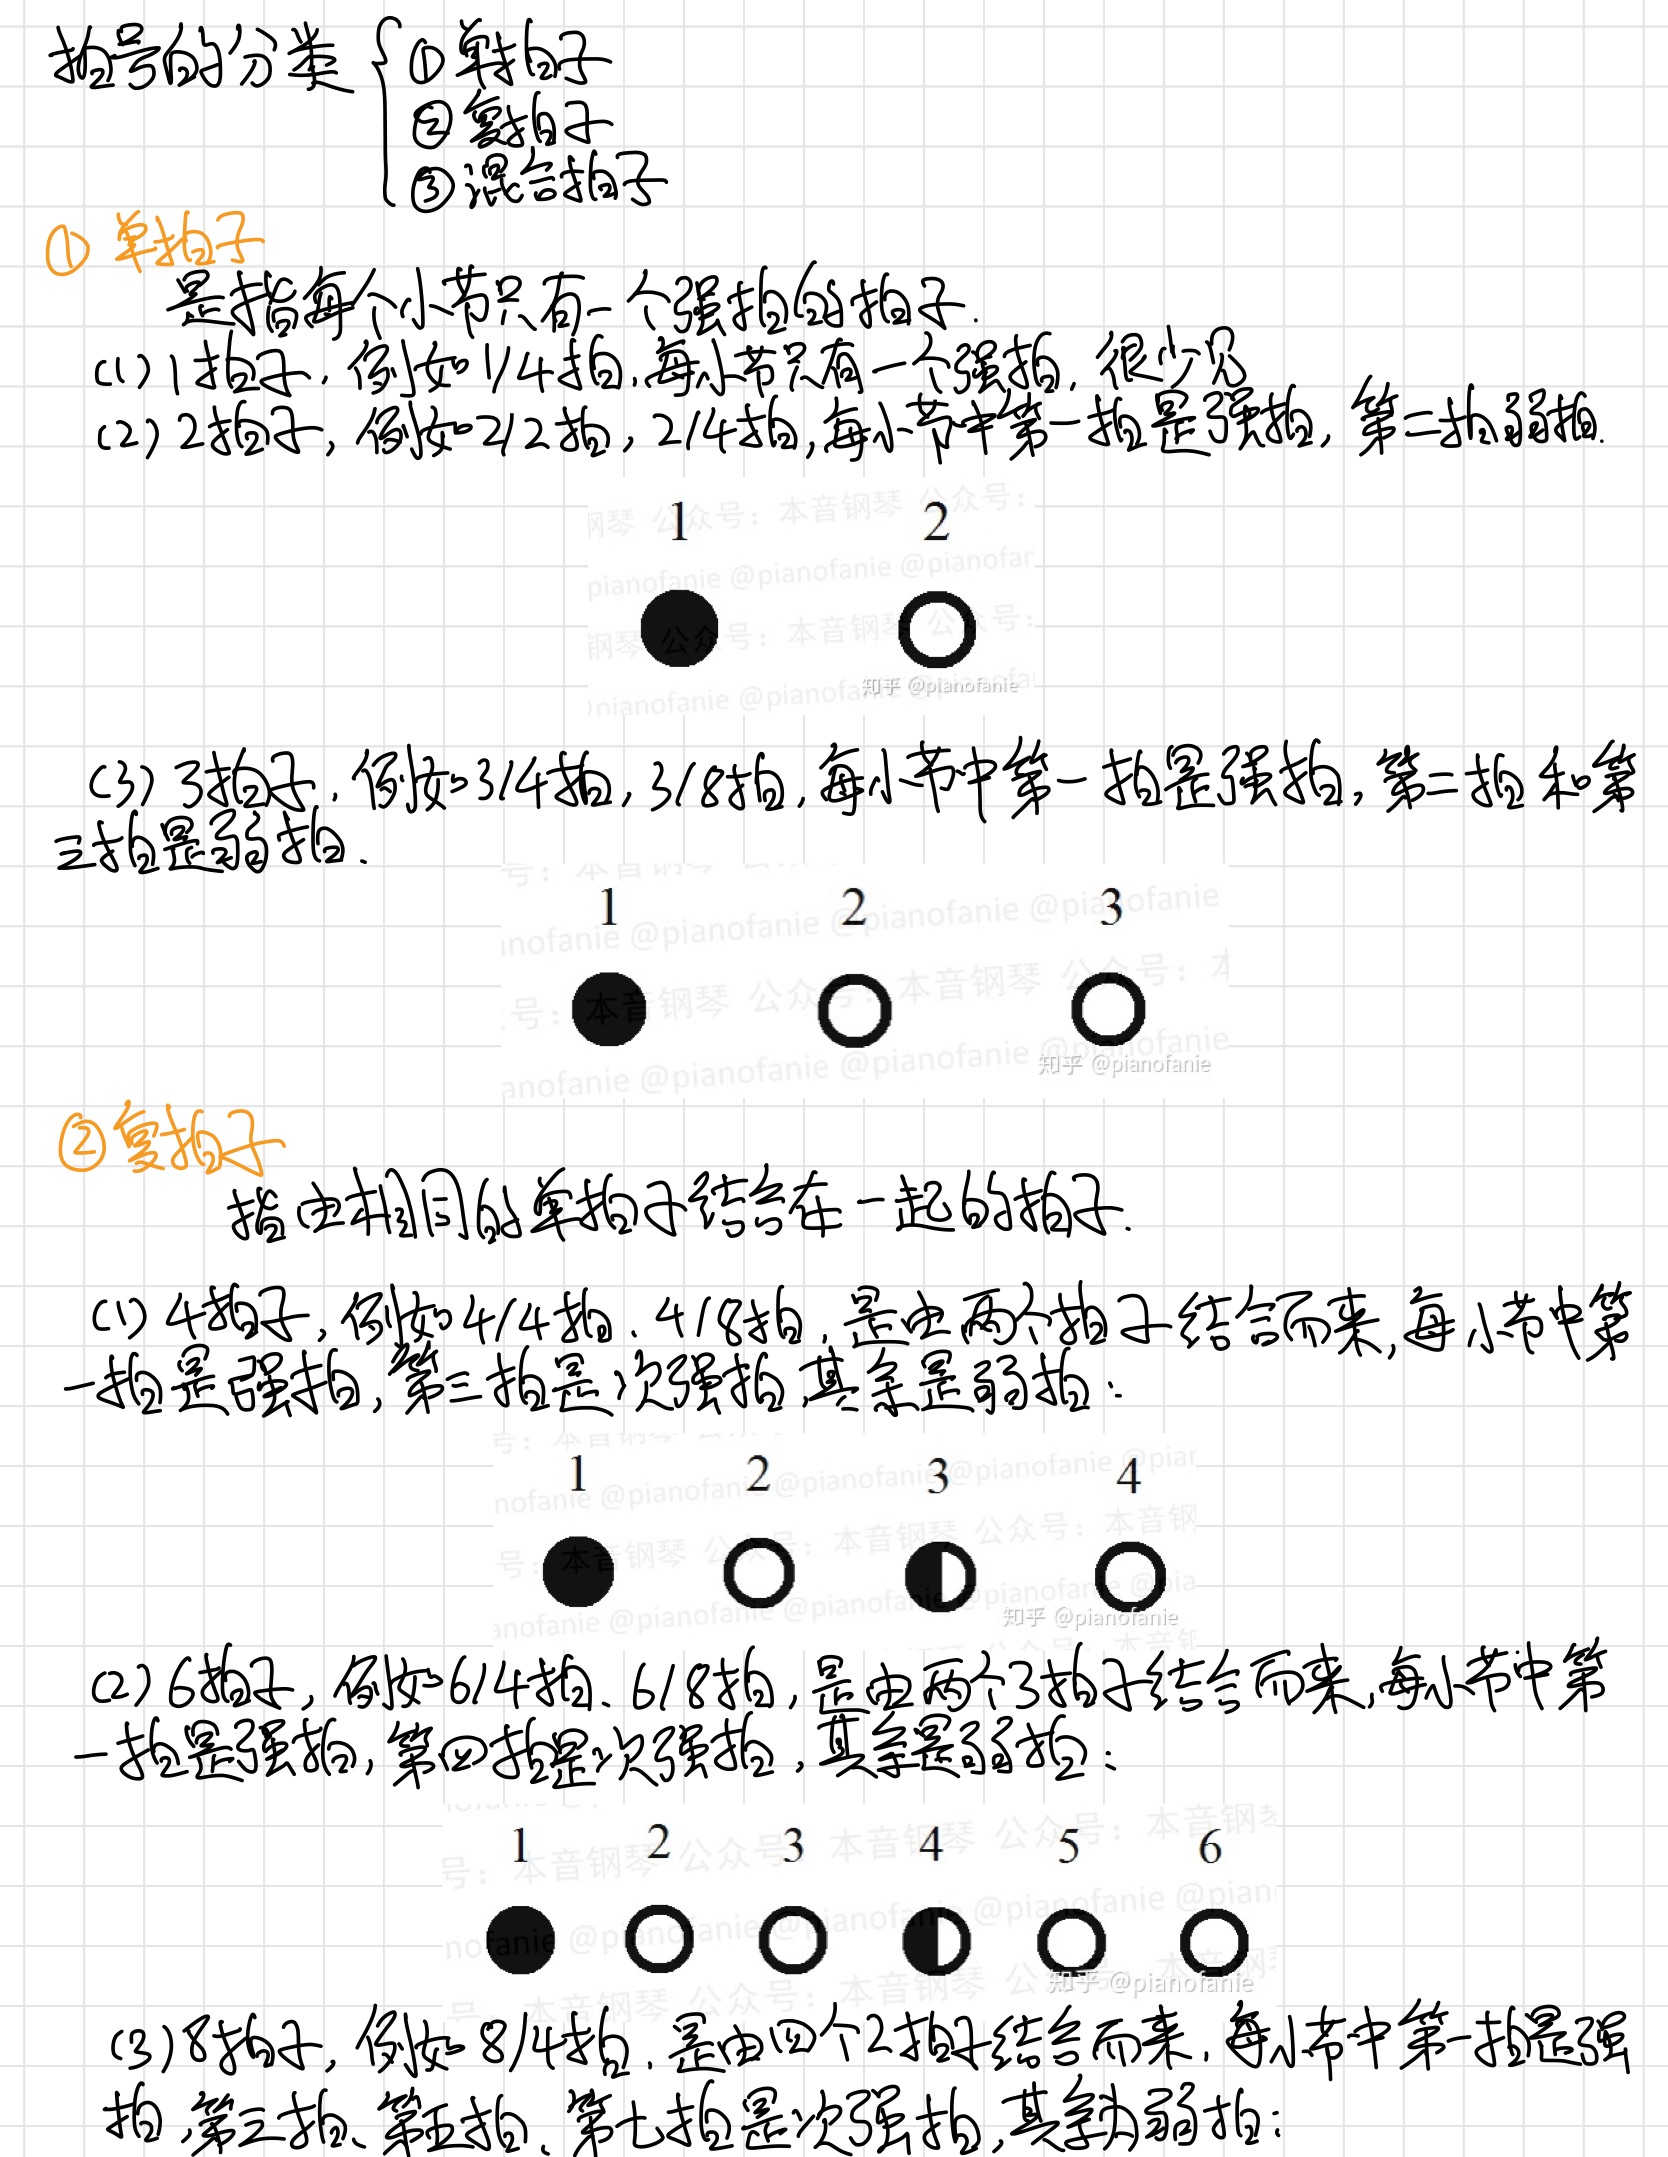 拍号的分类 ①单拍子
②复拍子
③混合拍子
①单拍子
是指每个小节只有一个强拍的拍子.
(1) 1拍子, 例如1/4拍,每小节只有一个强拍, 很少见
(2) 2拍子, 例如2/2拍, 2/4拍,每小节中第一拍是强拍, 第二拍弱拍.
1 2
知乎 @pianofanie
(3) 3拍子, 例如3/4拍, 3/8拍, 每小节中第一拍是强拍, 第二拍和第
三拍是弱拍.
1 2 3
知乎 @pianofanie
②复拍子
指由相同的单拍子结合在一起的拍子.
(1) 4拍子, 例如4/4拍、4/8拍, 是由两个拍子结合而来, 每小节中第
一拍是强拍, 第三拍是次强拍,其余是弱拍:
1 2 3 4
知乎 @pianofanie
(2) 6拍子, 例如6/4拍、6/8拍, 是由两个3拍子结合而来,每小节中第
一拍是强拍, 第四拍是次强拍, 其余是弱拍:
1 2 3 4 5 6
知乎 @pianofanie
(3) 8拍子, 例如8/4拍, 是由四个2拍子结合而来, 每小节中第一拍是强
拍,第三拍、第五拍、第七拍是次强拍,其余为弱拍: